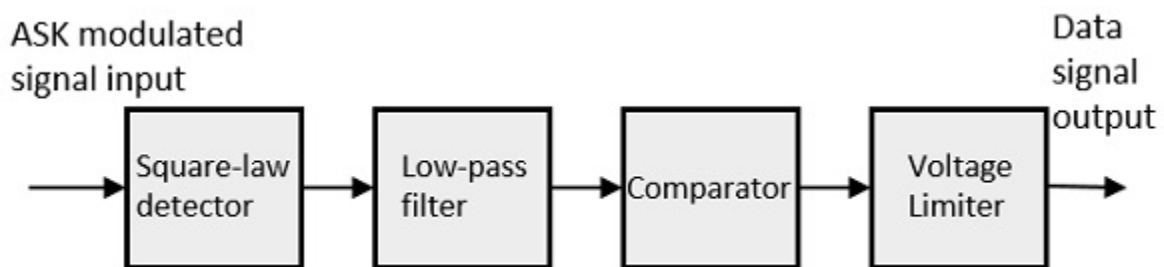 ASK modulated
signal input
Data
signal
output
Square-law
detector
Low-pass
filter
Comparator
Voltage
Limiter